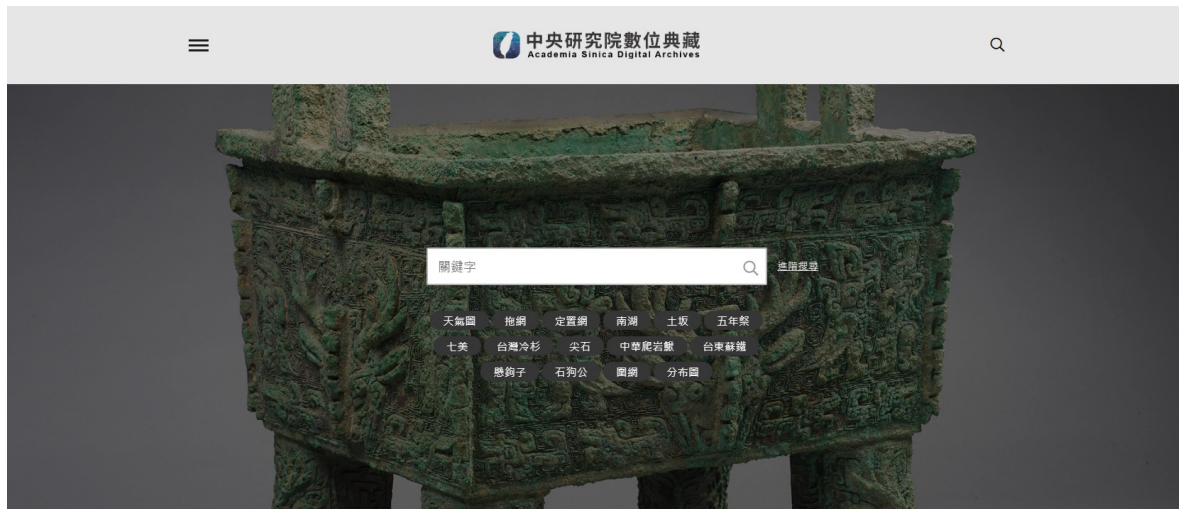 中央研究院數位典藏
Academia Sinica Digital Archives
關鍵字 進階搜尋
天氣圖 拖網 定置網 南湖 土坂 五年祭
七美 台灣冷杉 尖石 中華爬岩鰍 台東蘇鐵
懸鉤子 石狗公 圍網 分布圖